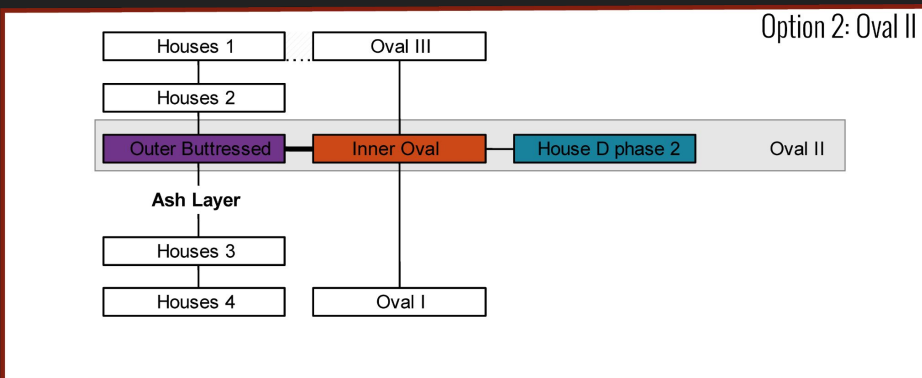 Option 2: Oval II
Houses 1
Oval III
Houses 2
Outer Buttressed
Inner Oval
House D phase 2
Oval II
Ash Layer
Houses 3
Houses 4
Oval I